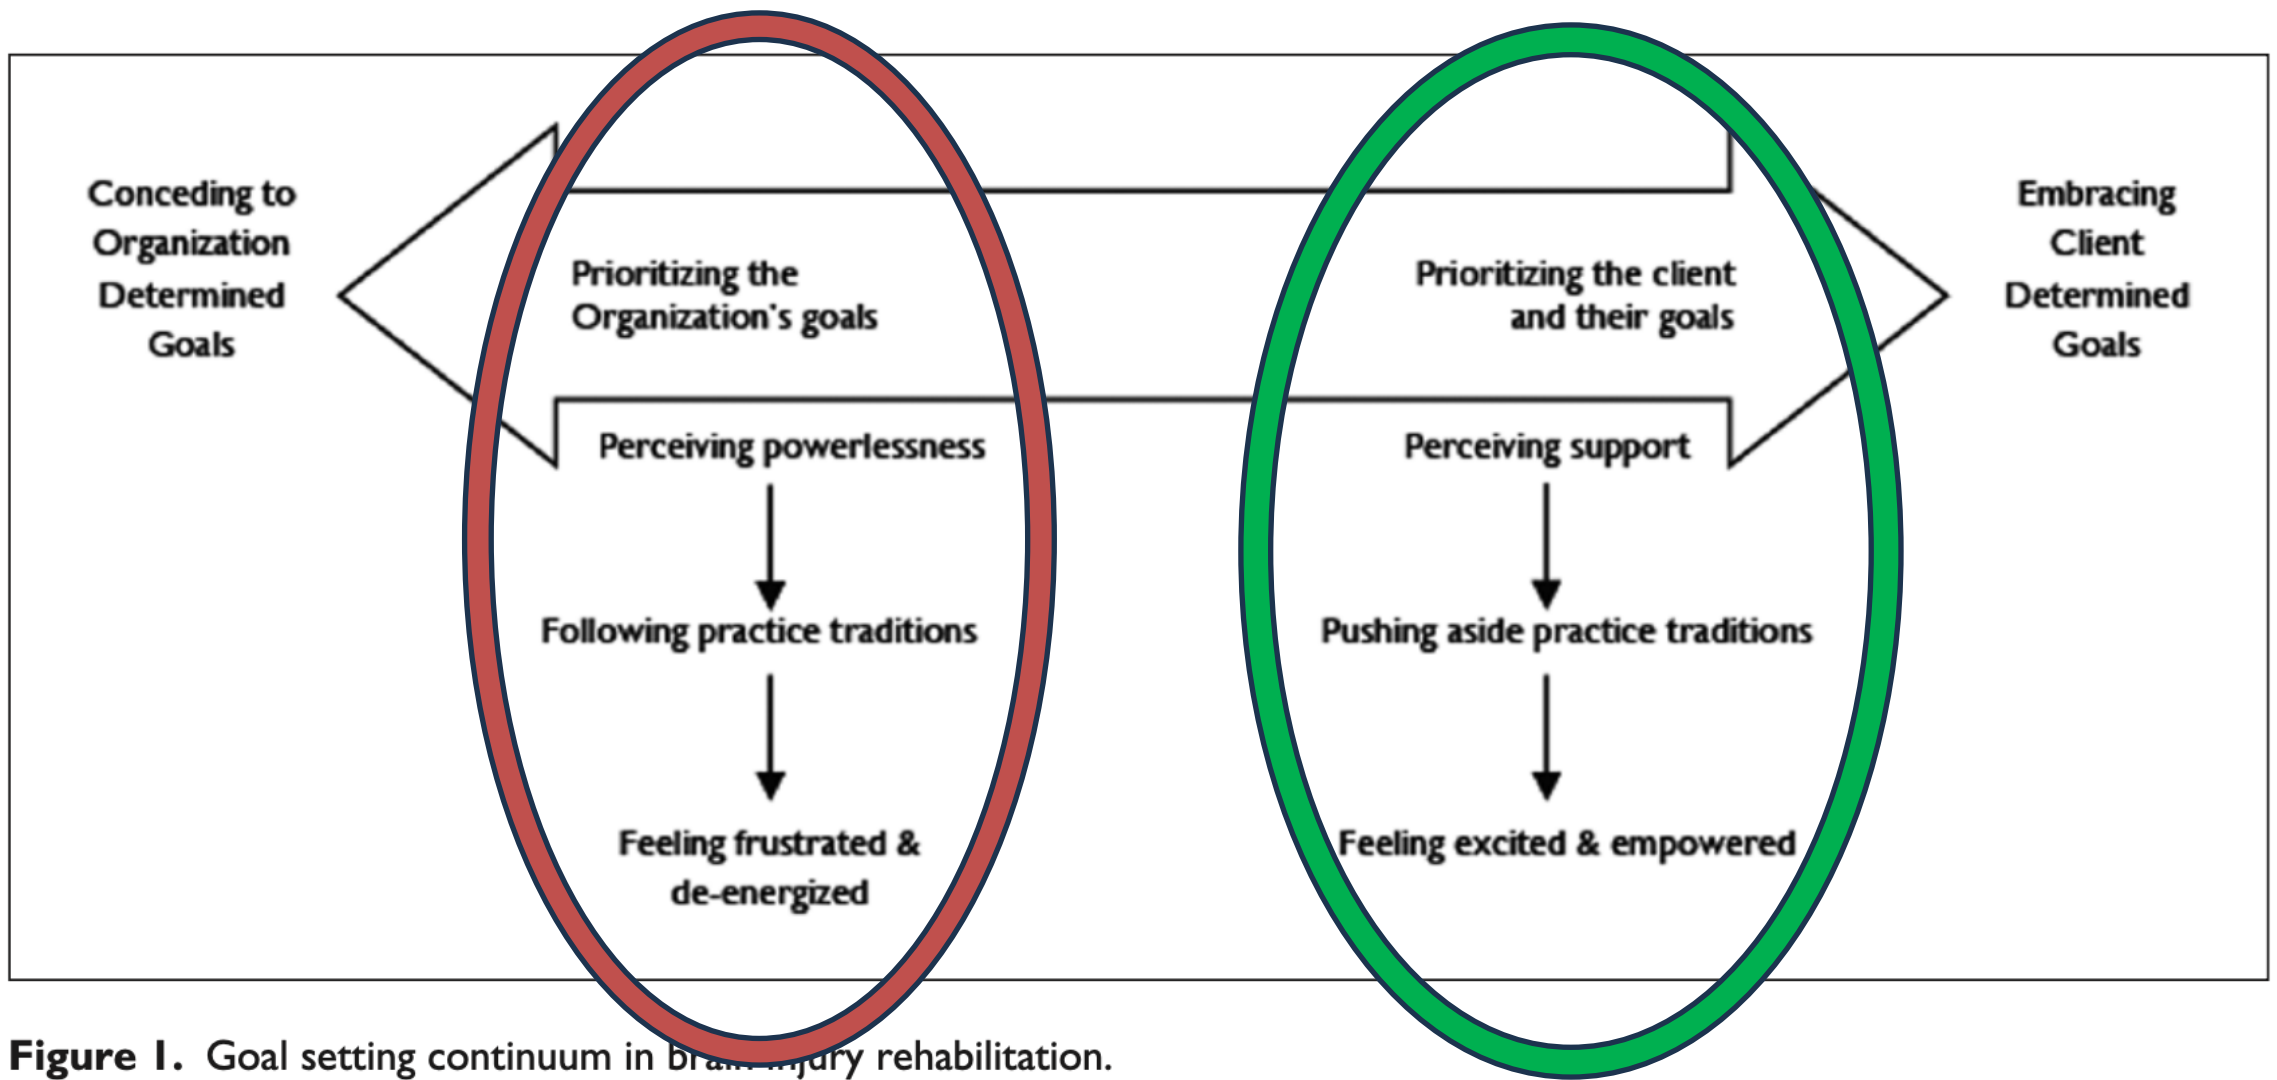 Conceding to
Organization
Determined
Goals
Prioritizing the
Organization's goals
Perceiving powerlessness
Following practice traditions
Feeling frustrated &
de-energized
Prioritizing the client
and their goals
Perceiving support
Pushing aside practice traditions
Feeling excited & empowered
Embracing
Client
Determined
Goals
Figure 1. Goal setting continuum in brain injury rehabilitation.